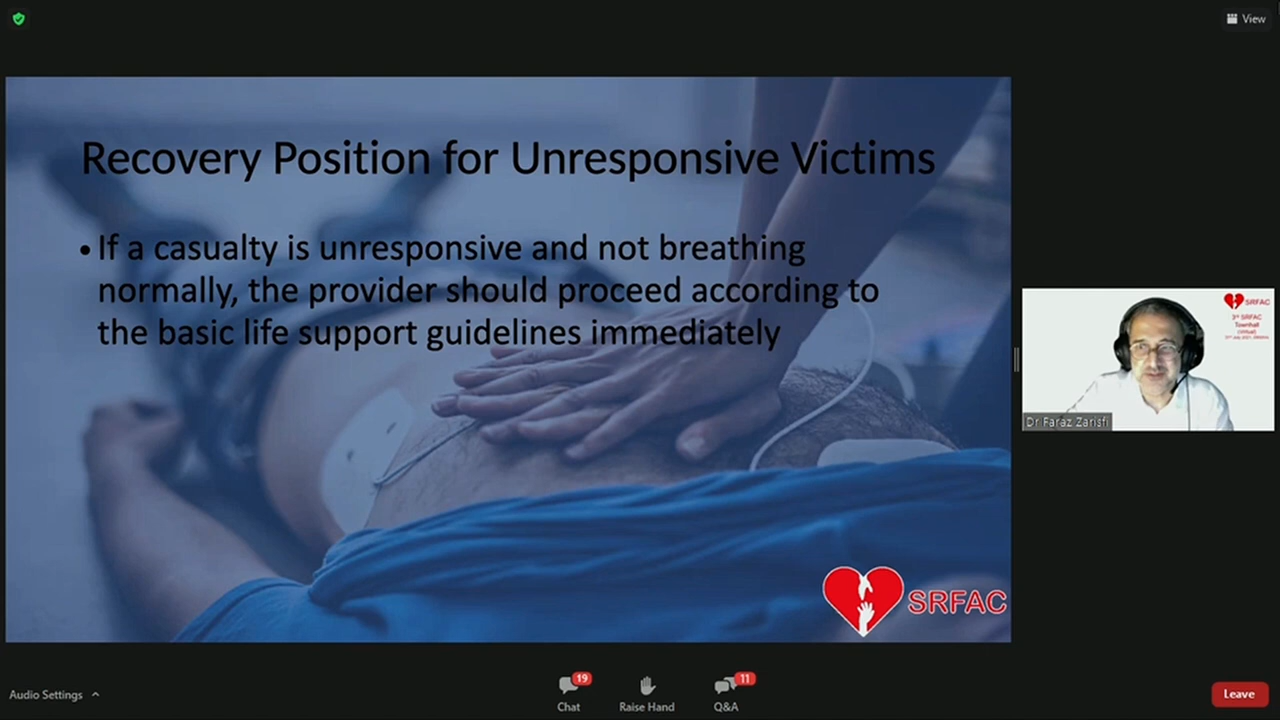 View
Recovery Position for Unresponsive Victims
• If a casualty is unresponsive and not breathing
normally, the provider should proceed according to
the basic life support guidelines immediately
SRFAC
SRFAC
3rd SRFAC
Townhall
(Virtual)
Dr Faraz Zarisfi
Audio Settings
19
Chat
Raise Hand
11
Q&A
Leave